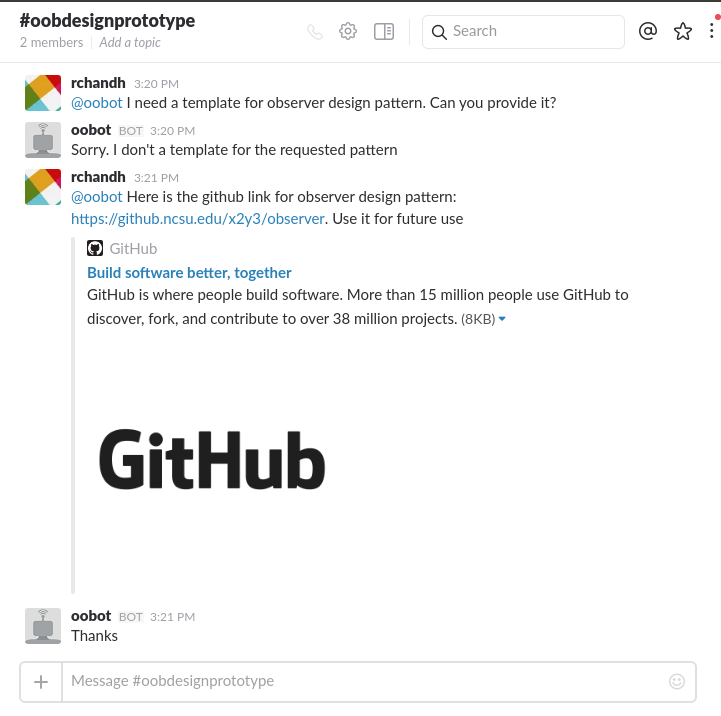 #oobdesignprototype
2 members | Add a topic
Search
rchandh 3:20 PM
@oobot I need a template for observer design pattern. Can you provide it?
oobot BOT 3:20 PM
Sorry. I don't a template for the requested pattern
rchandh 3:21 PM
@oobot Here is the github link for observer design pattern:
https://github.ncsu.edu/x2y3/observer. Use it for future use
GitHub
Build software better, together
GitHub is where people build software. More than 15 million people use GitHub to
discover, fork, and contribute to over 38 million projects. (8KB)
GitHub
oobot BOT 3:21 PM
Thanks
Message #oobdesignprototype